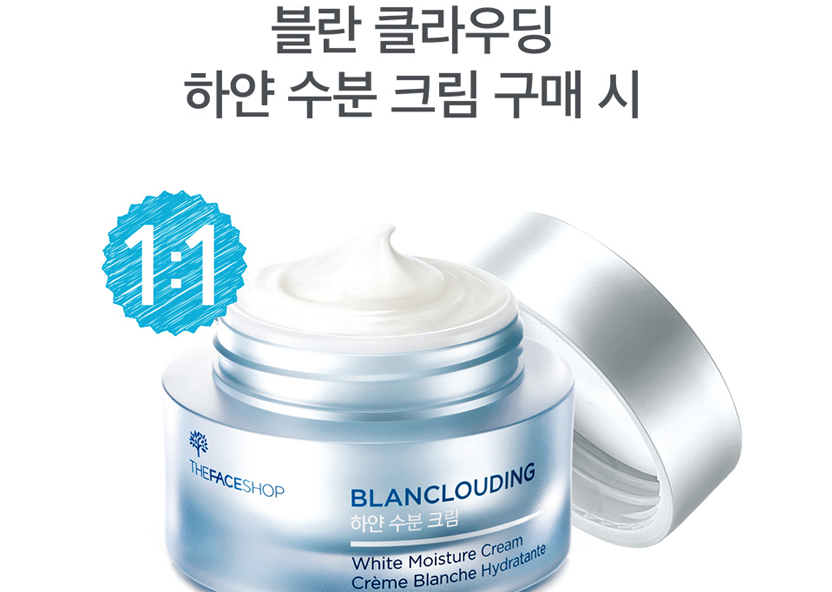 블란 클라우딩
하얀 수분 크림 구매 시
1:1
THEFACESHOP
BLANCLOUDING
하얀 수분 크림
White Moisture Cream
Crème Blanche Hydratante